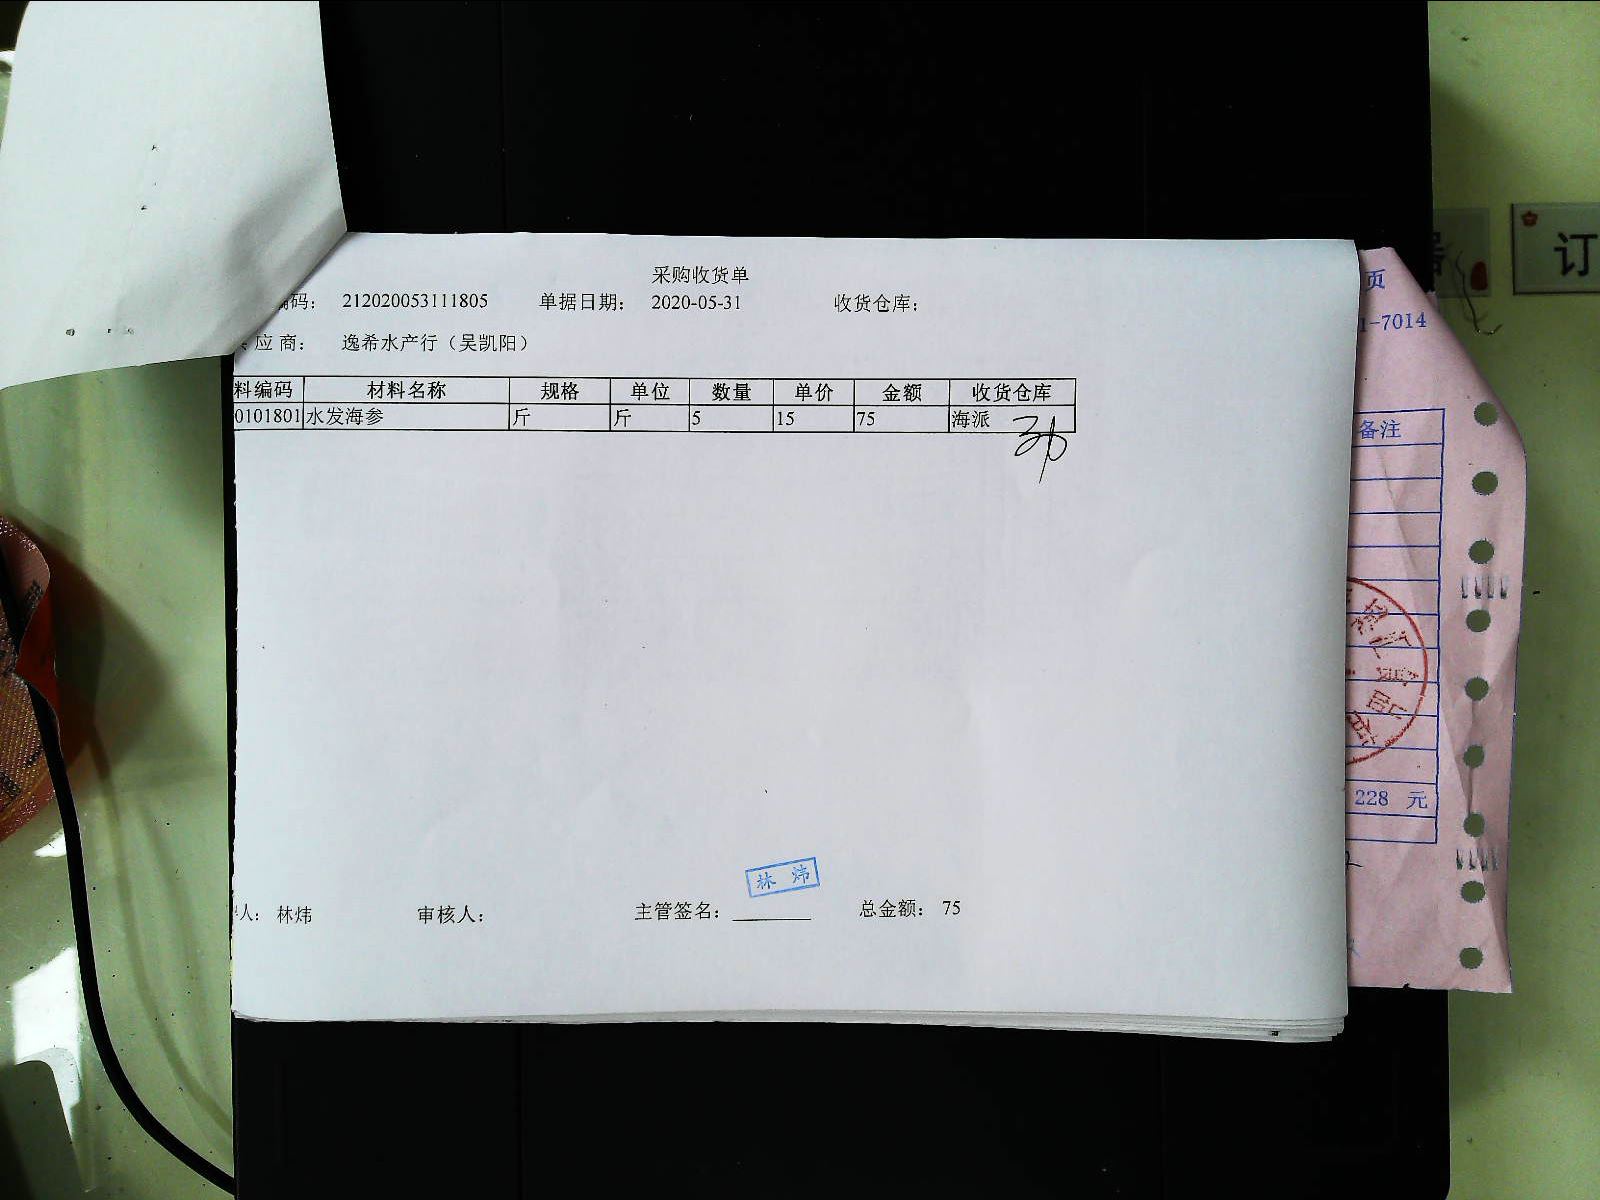 采购收货单
编码： 212020053111805 单据日期： 2020-05-31 收货仓库：
应商： 逸希水产行（吴凯阳）
料编码 材料名称 规格 单位 数量 单价 金额 收货仓库
0101801 水发海参 斤 斤 5 15 75 海派
林炜
人： 林炜 审核人： 主管签名： 总金额： 75
页
1-7014
备注
228 元
订